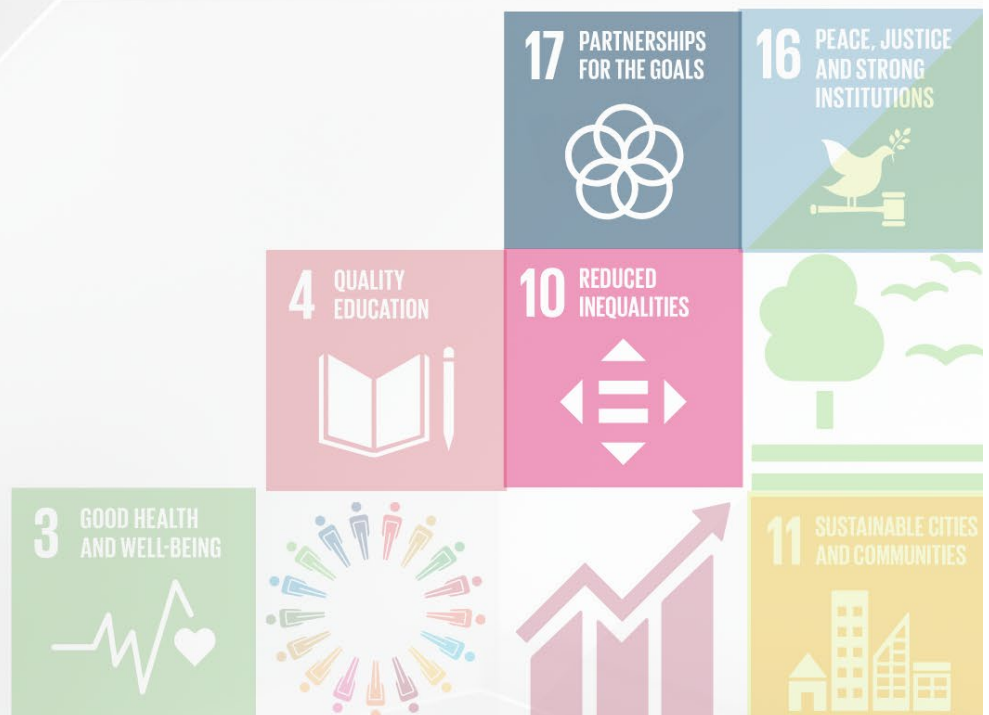 17 PARTNERSHIPS
FOR THE GOALS
16 PEACE, JUSTICE
AND STRONG
INSTITUTIONS
4 QUALITY
EDUCATION
10 REDUCED
INEQUALITIES
3 GOOD HEALTH
AND WELL-BEING
11 SUSTAINABLE CITIES
AND COMMUNITIES